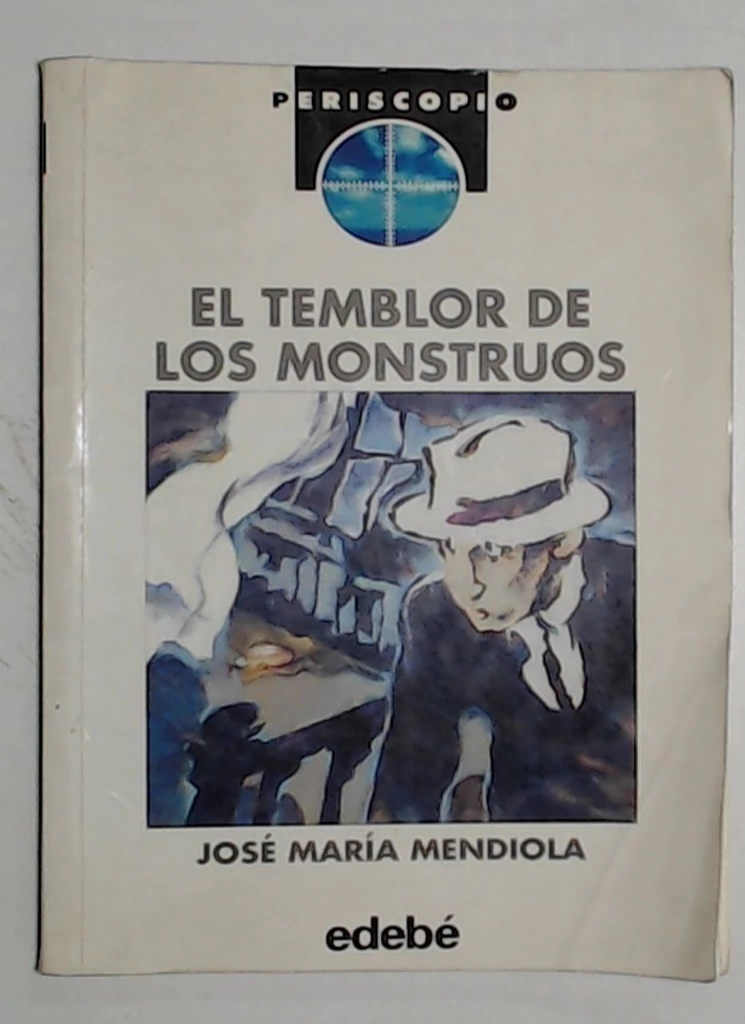 PERISCOPIO
EL TEMBLOR DE
LOS MONSTRUOS
JOSÉ MARÍA MENDIOLA
edebé